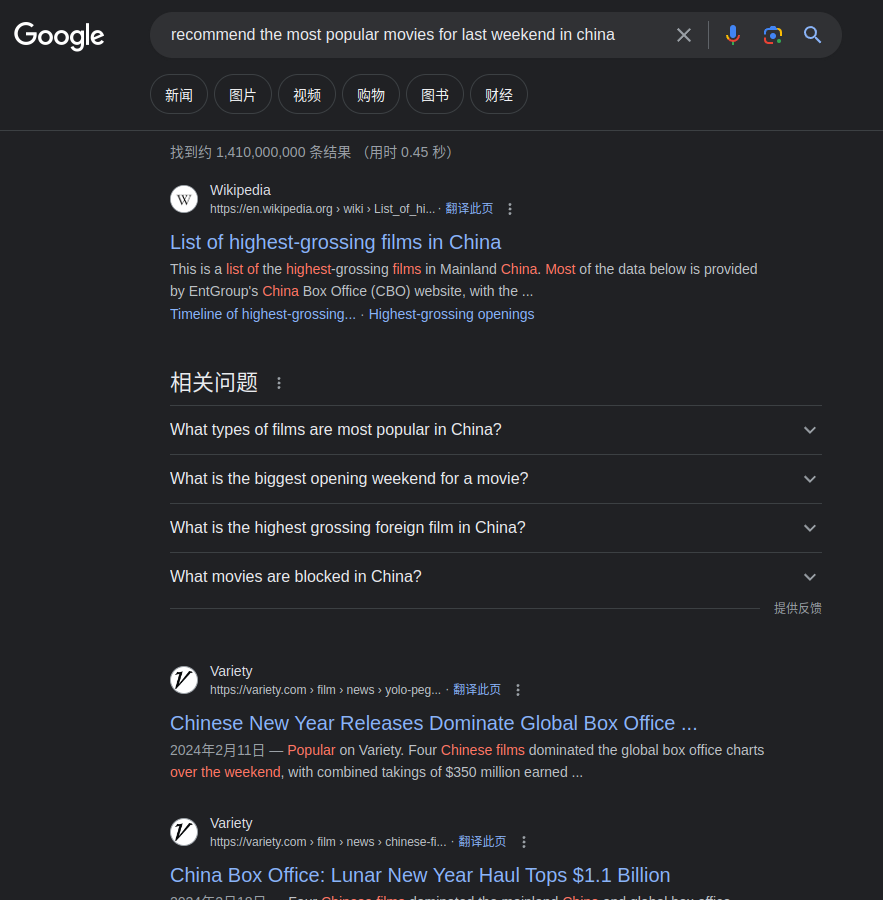 Google
recommend the most popular movies for last weekend in china
新闻
图片
视频
购物
图书
财经
找到约 1,410,000,000 条结果 （用时 0.45 秒）
W
Wikipedia
https://en.wikipedia.org › wiki › List_of_hi... · 翻译此页
List of highest-grossing films in China
This is a list of the highest-grossing films in Mainland China. Most of the data below is provided
by EntGroup's China Box Office (CBO) website, with the ...
Timeline of highest-grossing... · Highest-grossing openings
相关问题
What types of films are most popular in China?
What is the biggest opening weekend for a movie?
What is the highest grossing foreign film in China?
What movies are blocked in China?
提供反馈
V
Variety
https://variety.com › film › news › yolo-peg... · 翻译此页
Chinese New Year Releases Dominate Global Box Office ...
2024年2月11日 — Popular on Variety. Four Chinese films dominated the global box office charts
over the weekend, with combined takings of $350 million earned ...
V
Variety
https://variety.com › film › news › chinese-fi... · 翻译此页
China Box Office: Lunar New Year Haul Tops $1.1 Billion